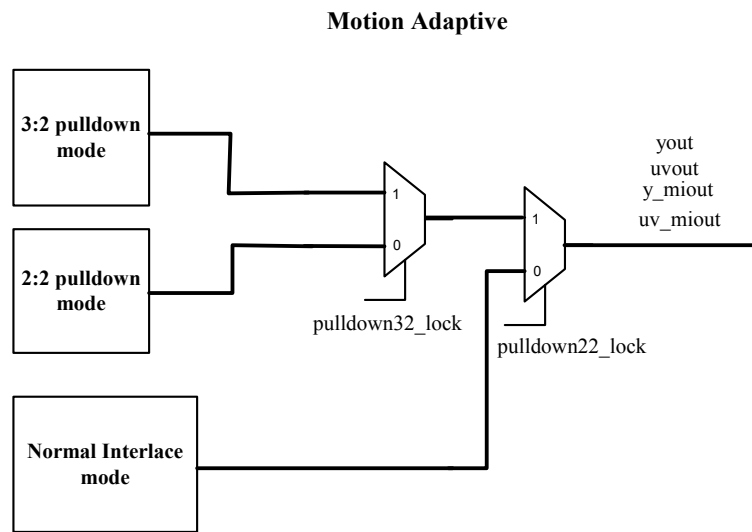 Motion Adaptive
3:2 pulldown
mode
2:2 pulldown
mode
Normal Interlace
mode
1
0
pulldown32_lock
1
0
pulldown22_lock
yout
uvout
y_miout
uv_miout